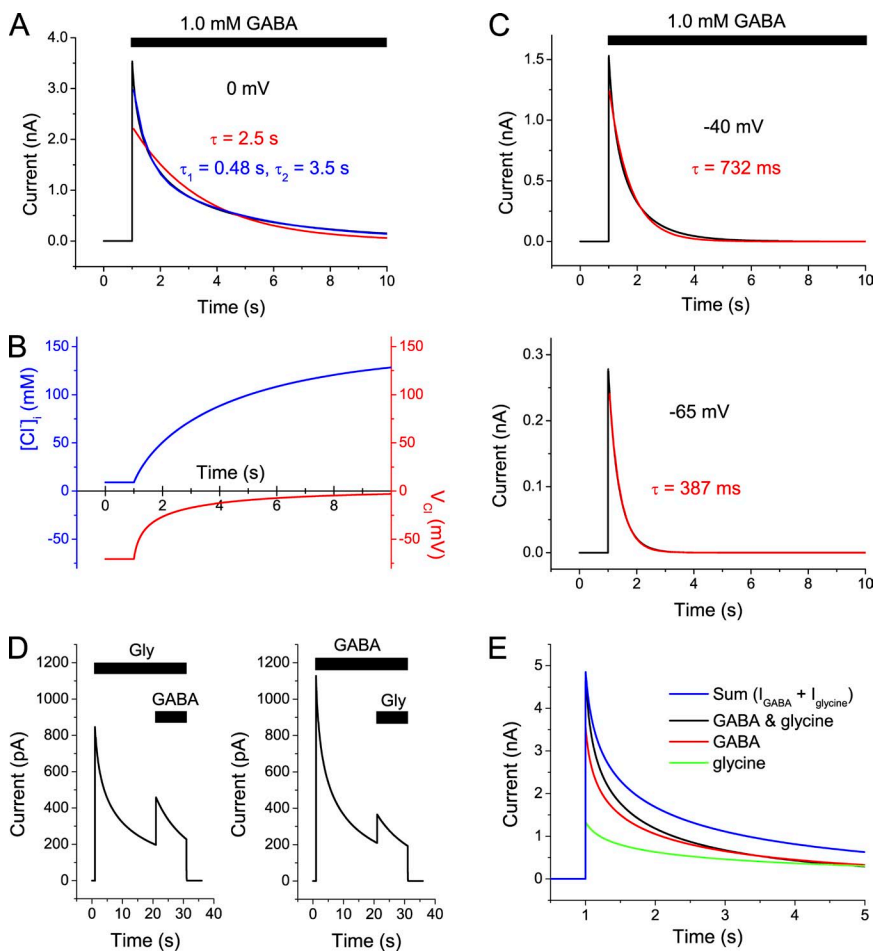 A
1.0 mM GABA
4.0
3.0
2.0
1.0
0.0
Current (nA)
0 mV
τ = 2.5 s
τ₁ = 0.48 s, τ₂ = 3.5 s
0 2 4 6 8 10
Time (s)
C
1.0 mM GABA
1.5
1.0
0.5
0.0
Current (nA)
-40 mV
τ = 732 ms
0 2 4 6 8 10
Time (s)
B
150
100
50
0
-50
[Cl⁻]ᵢ (mM)
Time (s)
0 2 4 6 8
150
100
50
0
-50
V_Cl (mV)
0.3
0.2
0.1
0.0
Current (nA)
-65 mV
τ = 387 ms
0 2 4 6 8 10
Time (s)
D
1200
1000
800
600
400
200
0
Current (pA)
Gly
GABA
0 10 20 30 40
Time (s)
1200
1000
800
600
400
200
0
Current (pA)
GABA
Gly
0 10 20 30 40
Time (s)
E
5
4
3
2
1
0
Current (nA)
Sum (I_GABA + I_glycine)
GABA & glycine
GABA
glycine
1 2 3 4 5
Time (s)